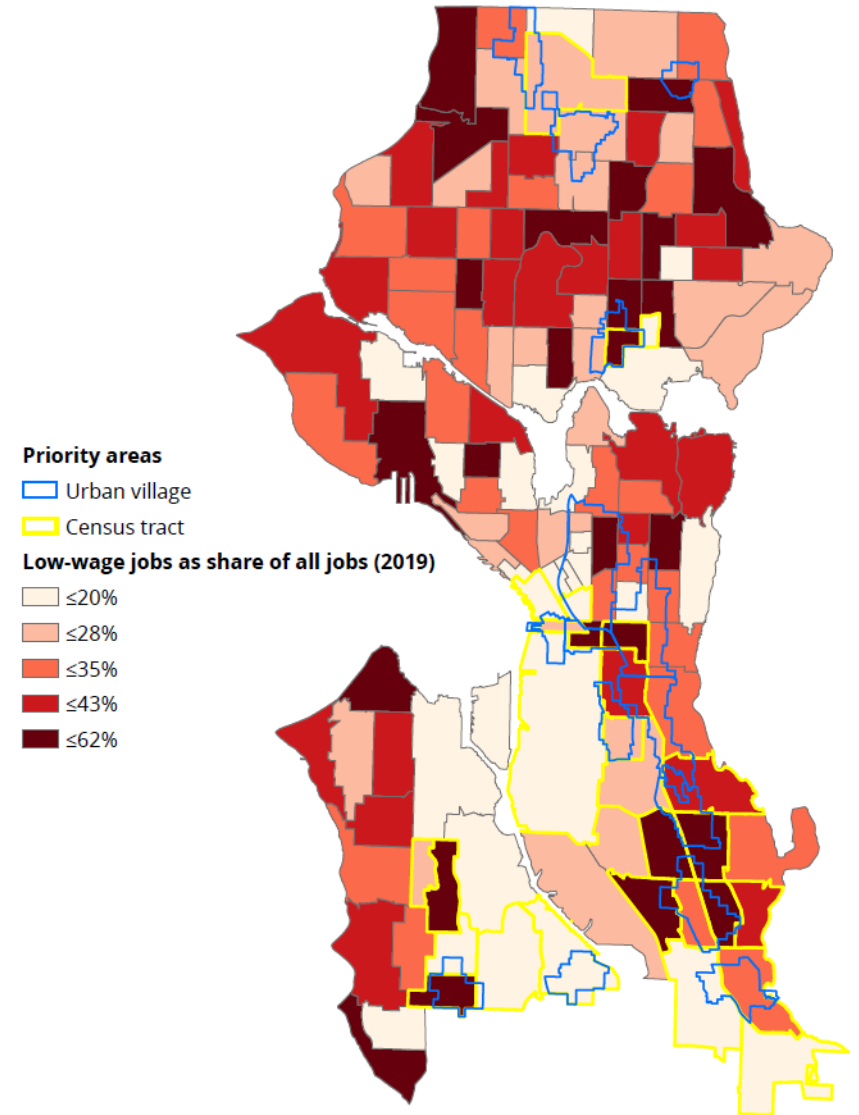 Priority areas
Urban village
Census tract
Low-wage jobs as share of all jobs (2019)
≤20%
≤28%
≤35%
≤43%
≤62%